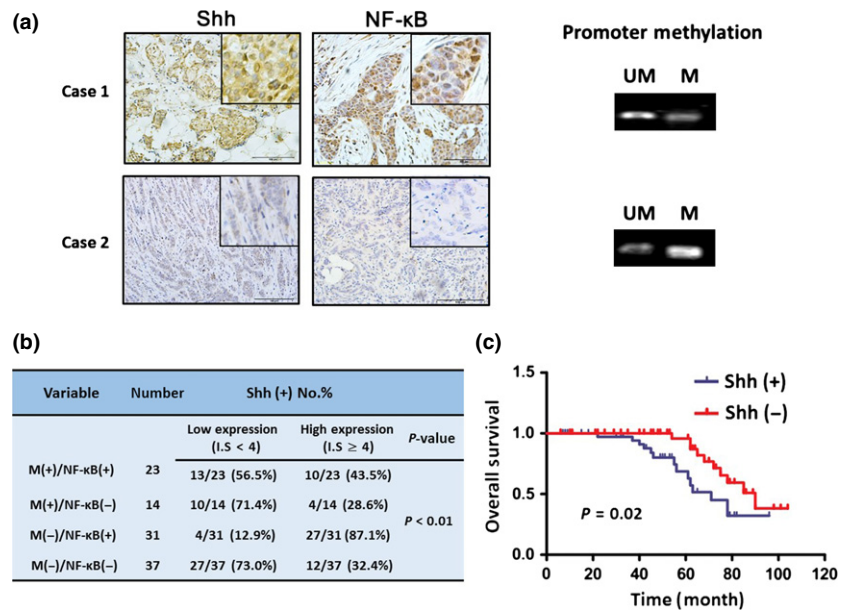 (a)
Shh
NF-κB
Promoter methylation
Case 1
UM M
Case 2
UM M
(b)
Variable Number Shh (+) No.%
Low expression (I.S < 4) High expression (I.S ≥ 4) P-value
M(+)/NF-κB(+) 23 13/23 (56.5%) 10/23 (43.5%)
M(+)/NF-κB(−) 14 10/14 (71.4%) 4/14 (28.6%)
P < 0.01
M(−)/NF-κB(+) 31 4/31 (12.9%) 27/31 (87.1%)
M(−)/NF-κB(−) 37 27/37 (73.0%) 12/37 (32.4%)
(c)
Overall survival
1.5
1.0
0.5
0.0
Shh (+)
Shh (−)
P = 0.02
0 20 40 60 80 100 120
Time (month)